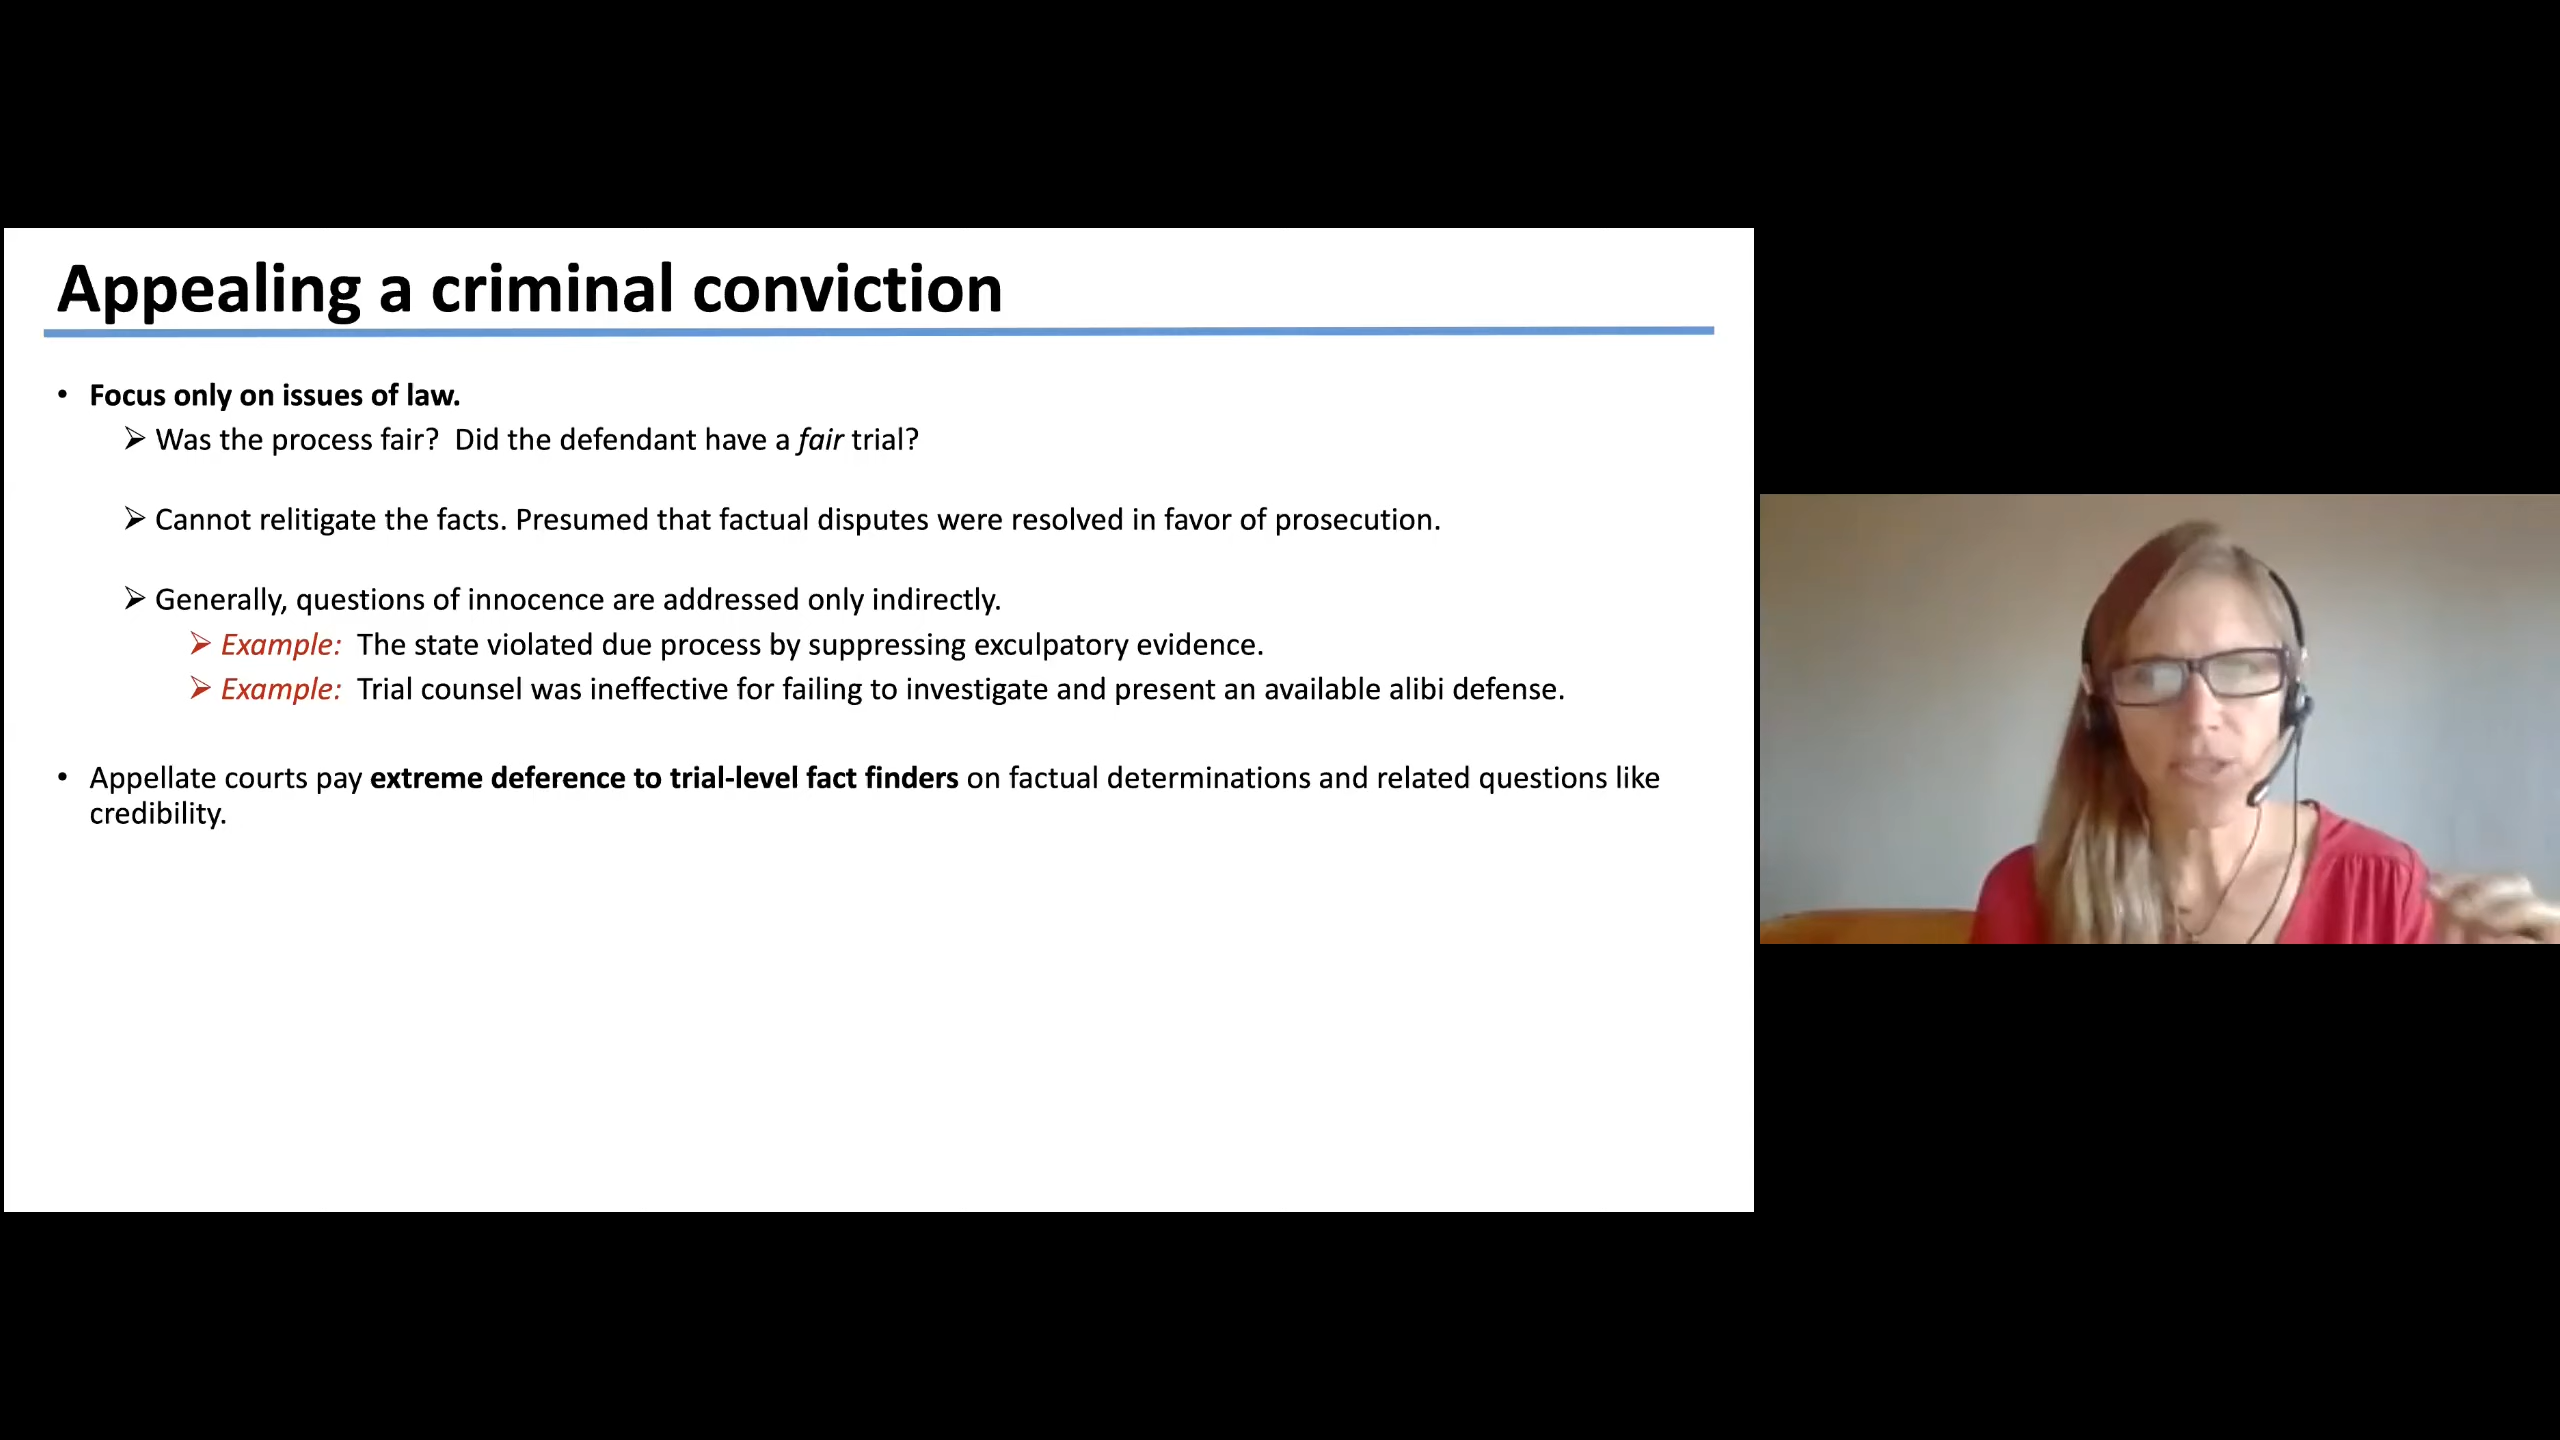 Appealing a criminal conviction
• Focus only on issues of law.
➢ Was the process fair?  Did the defendant have a fair trial?
➢ Cannot relitigate the facts. Presumed that factual disputes were resolved in favor of prosecution.
➢ Generally, questions of innocence are addressed only indirectly.
➢ Example:  The state violated due process by suppressing exculpatory evidence.
➢ Example:  Trial counsel was ineffective for failing to investigate and present an available alibi defense.
• Appellate courts pay extreme deference to trial-level fact finders on factual determinations and related questions like
credibility.